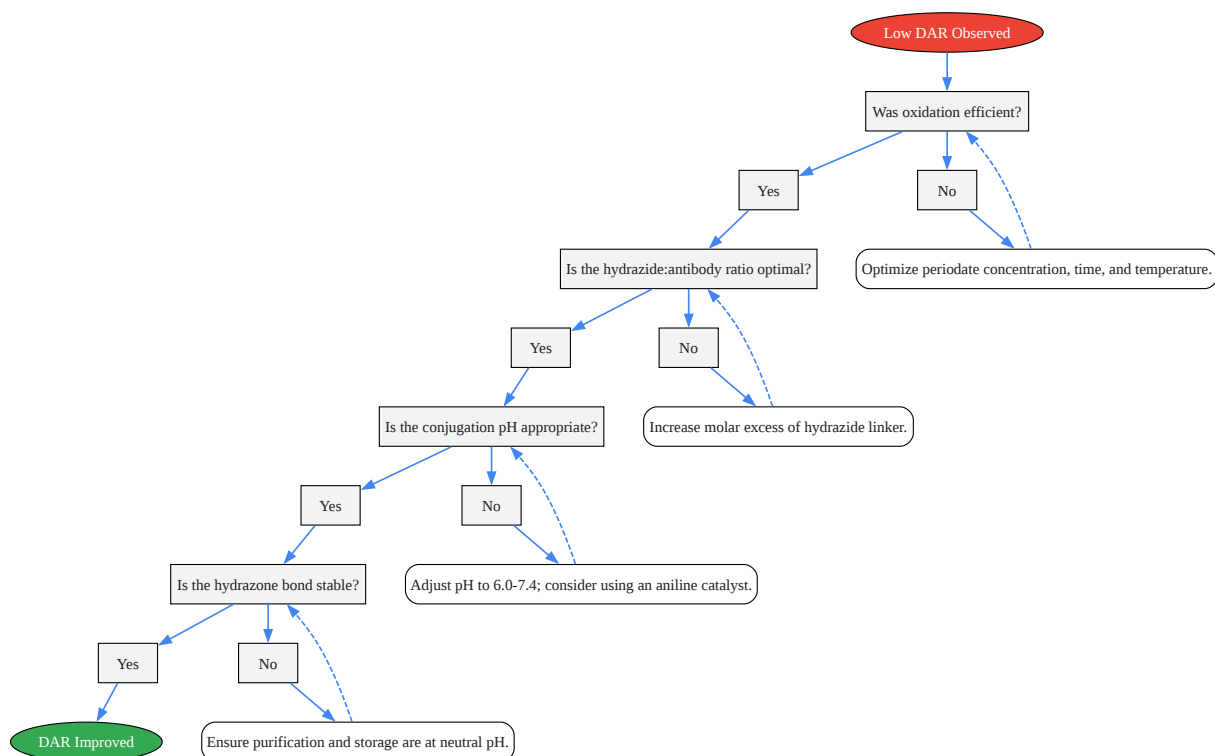 Low DAR Observed
Was oxidation efficient?
Yes
No
Is the hydrazide:antibody ratio optimal?
Optimize periodate concentration, time, and temperature.
Yes
No
Is the conjugation pH appropriate?
Increase molar excess of hydrazide linker.
Yes
No
Is the hydrazone bond stable?
Adjust pH to 6.0-7.4; consider using an aniline catalyst.
Yes
No
DAR Improved
Ensure purification and storage are at neutral pH.